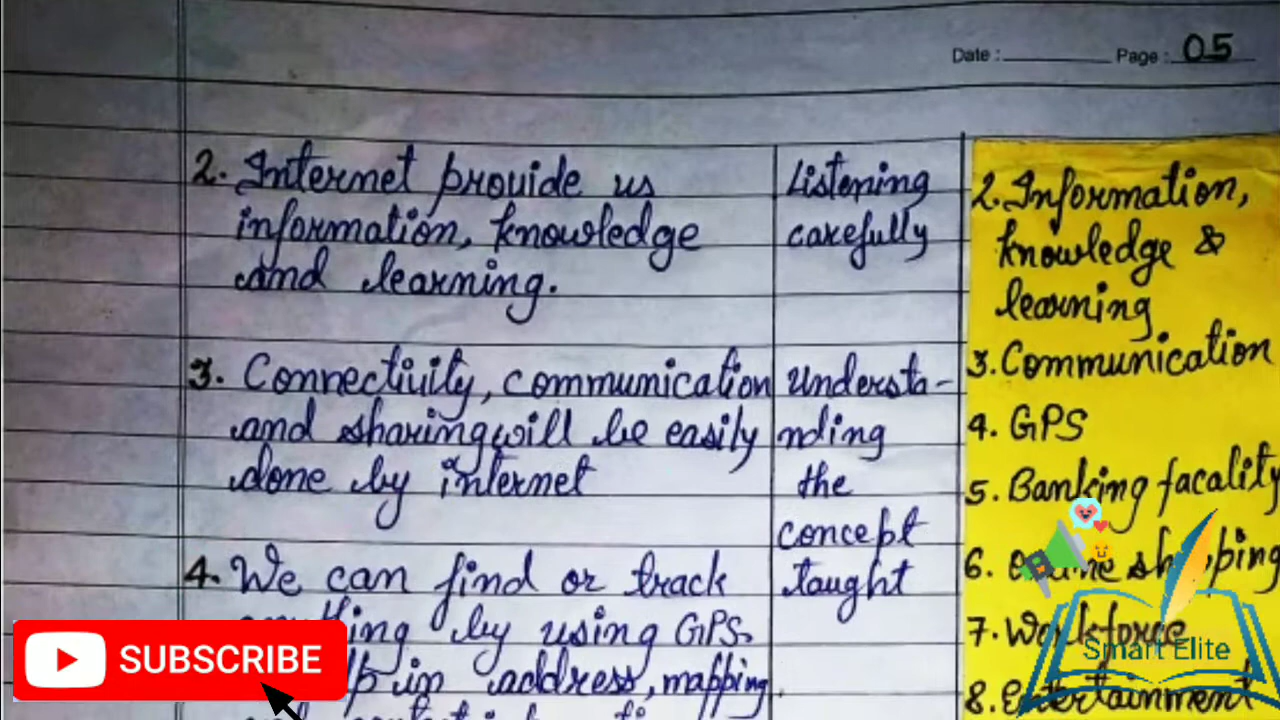 Date : Page : 05
2. Internet provide us
information, knowledge
and learning.
3. Connectivity, communication
and sharing will be easily
done by internet
4. We can find or track
by using GPS.
in address, mapping
Listening
carefully
Understa-
nding
the
concept
taught
2. Information,
knowledge &
learning
3. Communication
4. GPS
5. Banking facality
6.
7. Workforce
8. Entertainment
SUBSCRIBE
Smart Elite